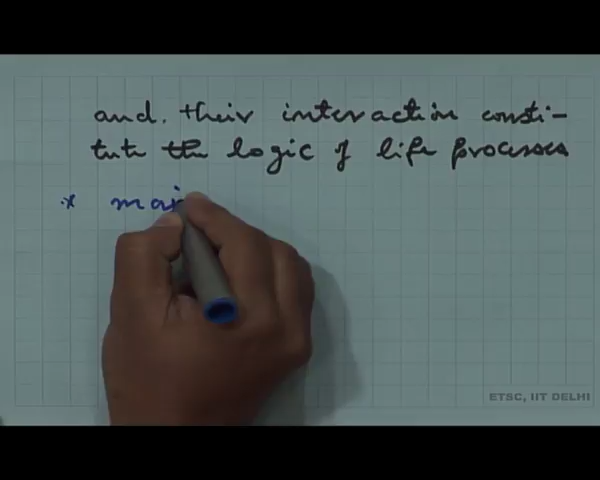 and. their interaction consti-
tute the logic of life processes
* mai
ETSC, IIT DELHI